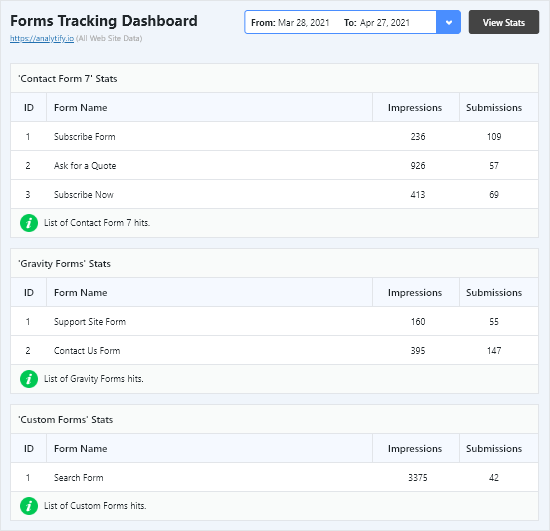 Forms Tracking Dashboard
https://analytify.io (All Web Site Data)
From: Mar 28, 2021 To: Apr 27, 2021
View Stats
'Contact Form 7' Stats
ID Form Name Impressions Submissions
1 Subscribe Form 236 109
2 Ask for a Quote 926 57
3 Subscribe Now 413 69
i List of Contact Form 7 hits.
'Gravity Forms' Stats
ID Form Name Impressions Submissions
1 Support Site Form 160 55
2 Contact Us Form 395 147
i List of Gravity Forms hits.
'Custom Forms' Stats
ID Form Name Impressions Submissions
1 Search Form 3375 42
i List of Custom Forms hits.